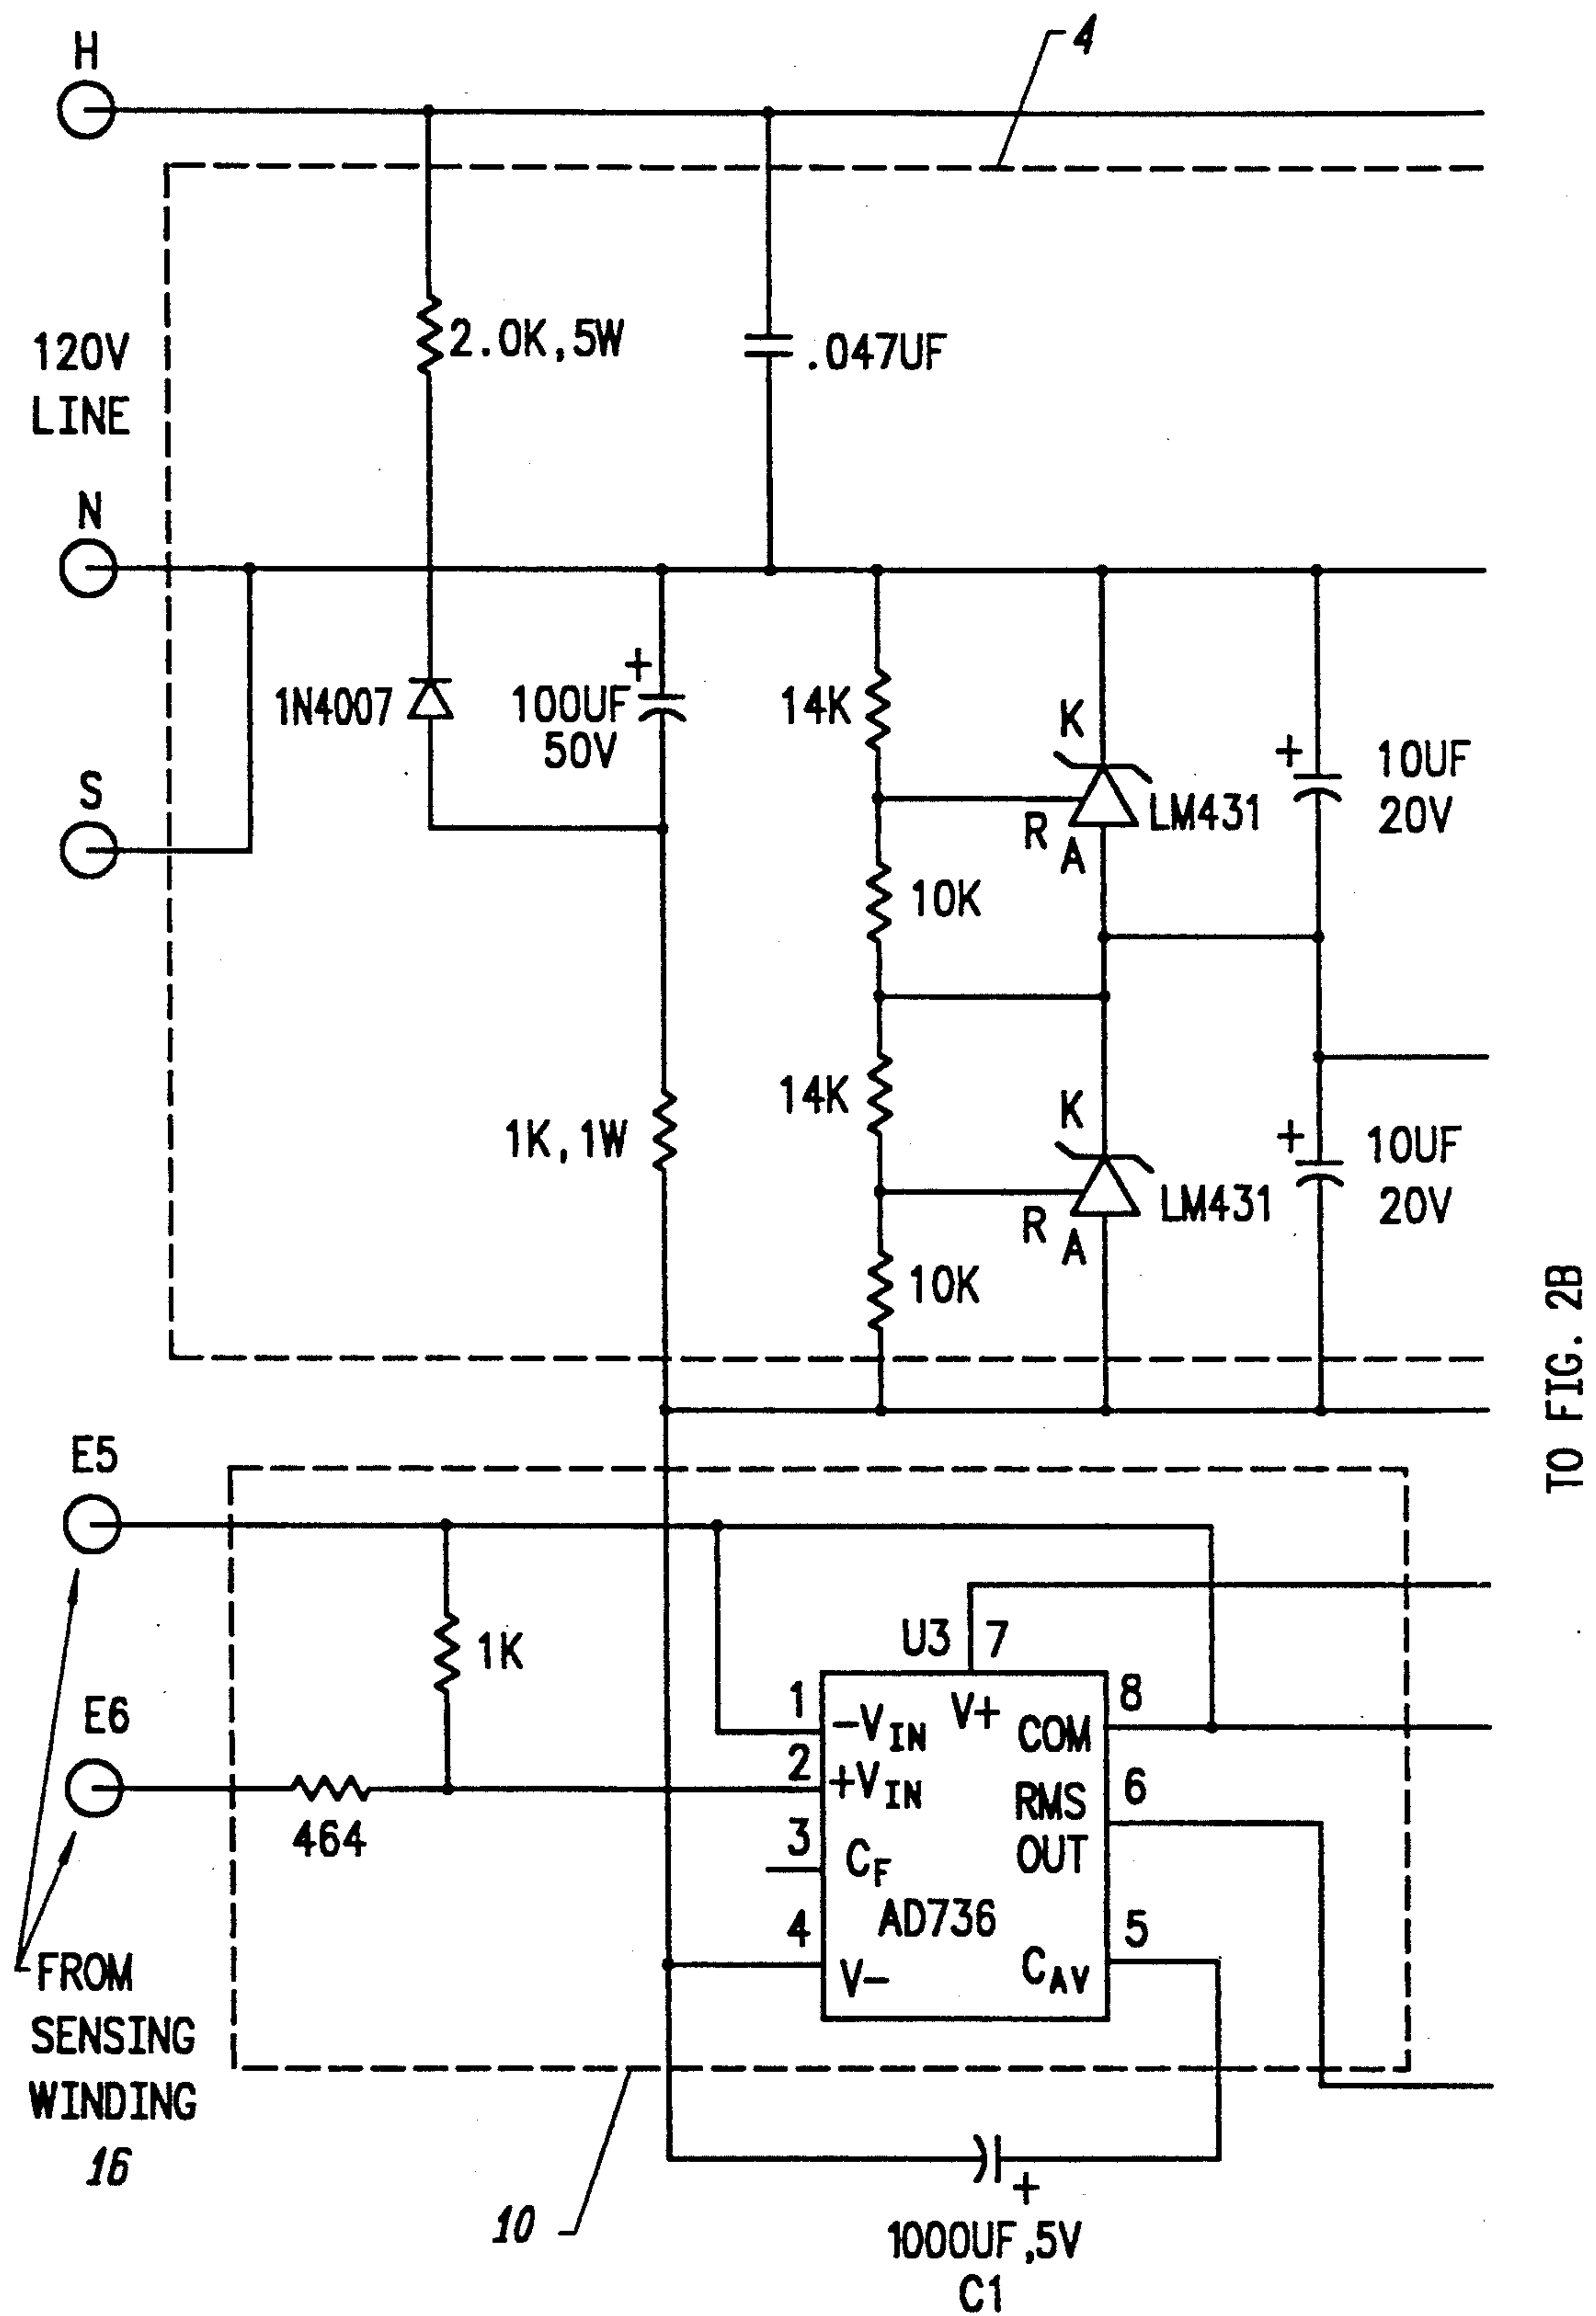 H
4
120V
LINE
2.0K,5W
.047UF
N
S
1N4007
+
100UF
50V
14K
K
LM431
R
A
+
10UF
20V
10K
14K
K
LM431
R
A
+
10UF
20V
10K
1K,1W
TO FIG. 2B
E5
1K
E6
464
U3
7
1
-VIN
V+
8
COM
2
+VIN
6
RMS
OUT
3
CF
AD736
4
V-
5
CAV
FROM
SENSING
WINDING
16
10
+
1000UF,5V
C1